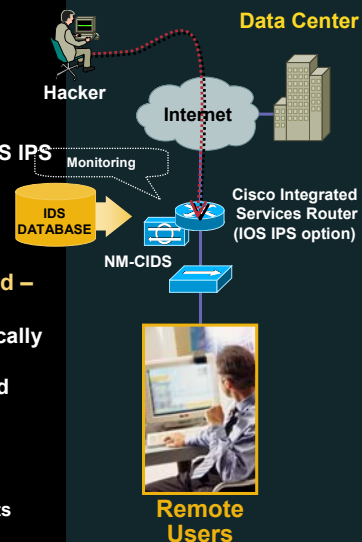 Data Center
Hacker
Internet
S IPS
Monitoring
IDS
DATABASE
Cisco Integrated
Services Router
(IOS IPS option)
NM-CIDS
d –
cally
d
ts
Remote
Users